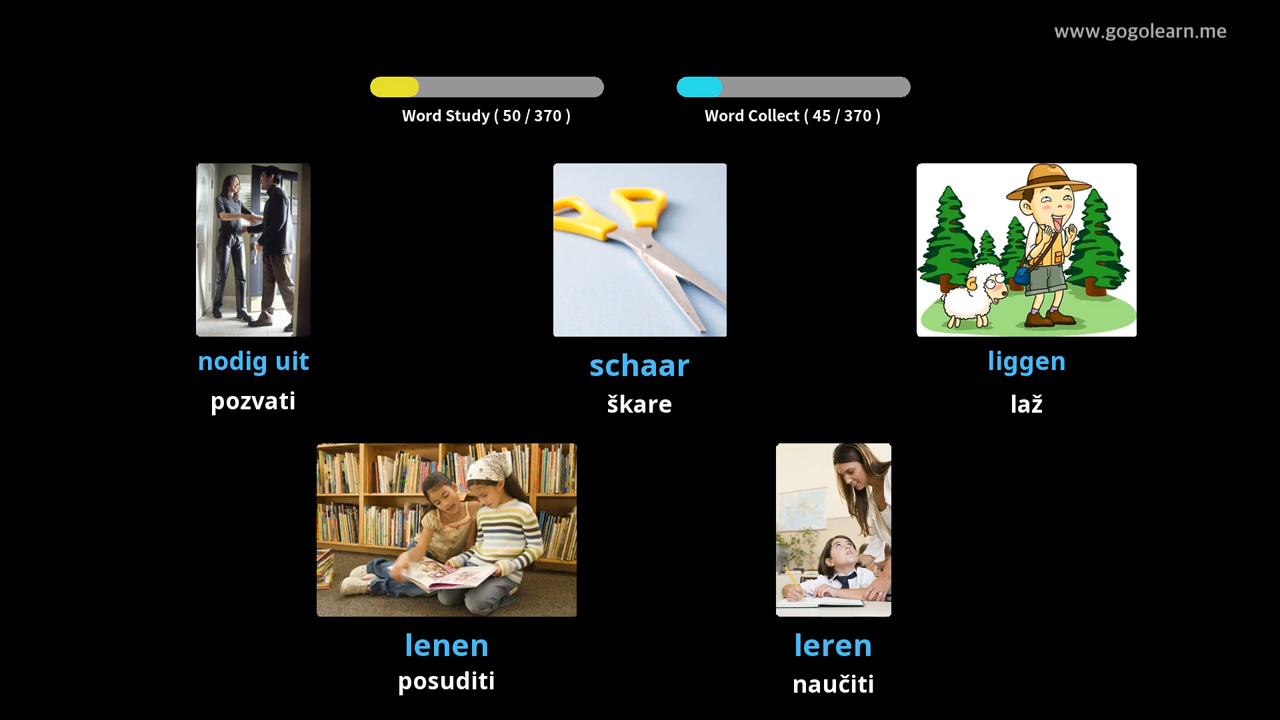 www.gogolearn.me
Word Study ( 50 / 370 )
Word Collect ( 45 / 370 )
nodig uit
pozvati
schaar
škare
liggen
laž
lenen
posuditi
leren
naučiti